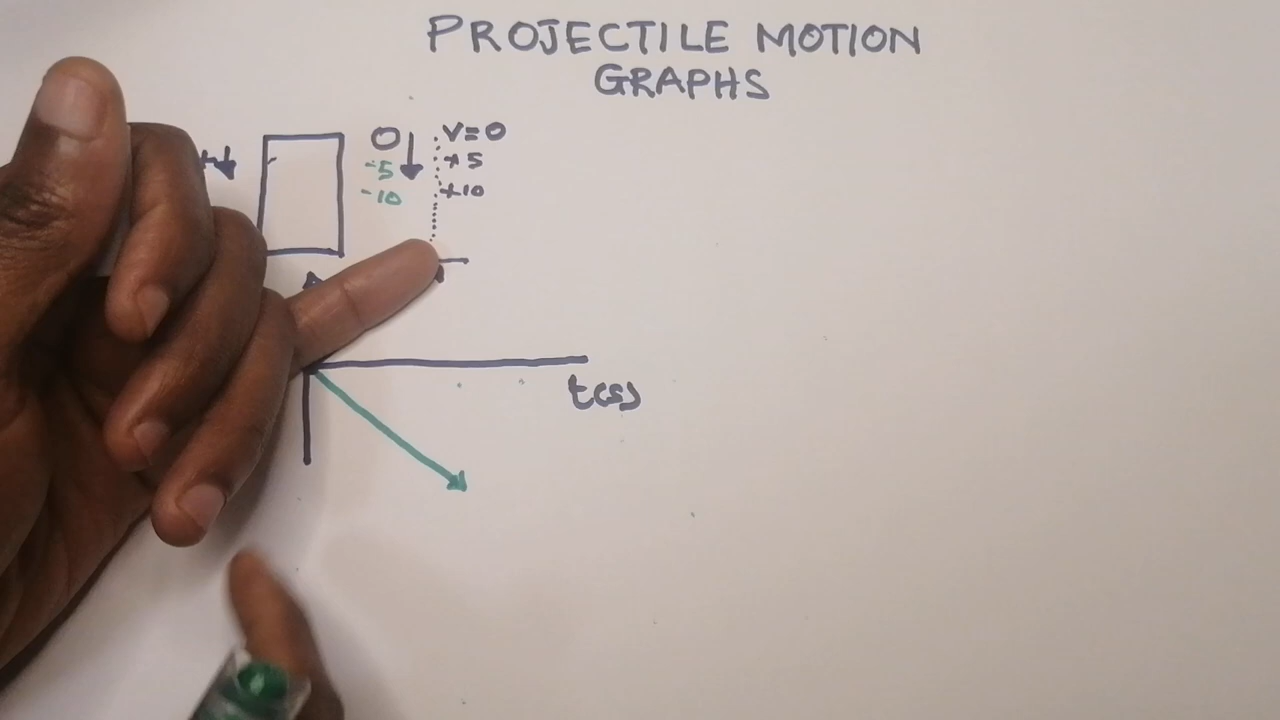 PROJECTILE MOTION
GRAPHS
0 V=0
-5 +5
-10 +10
t(s)